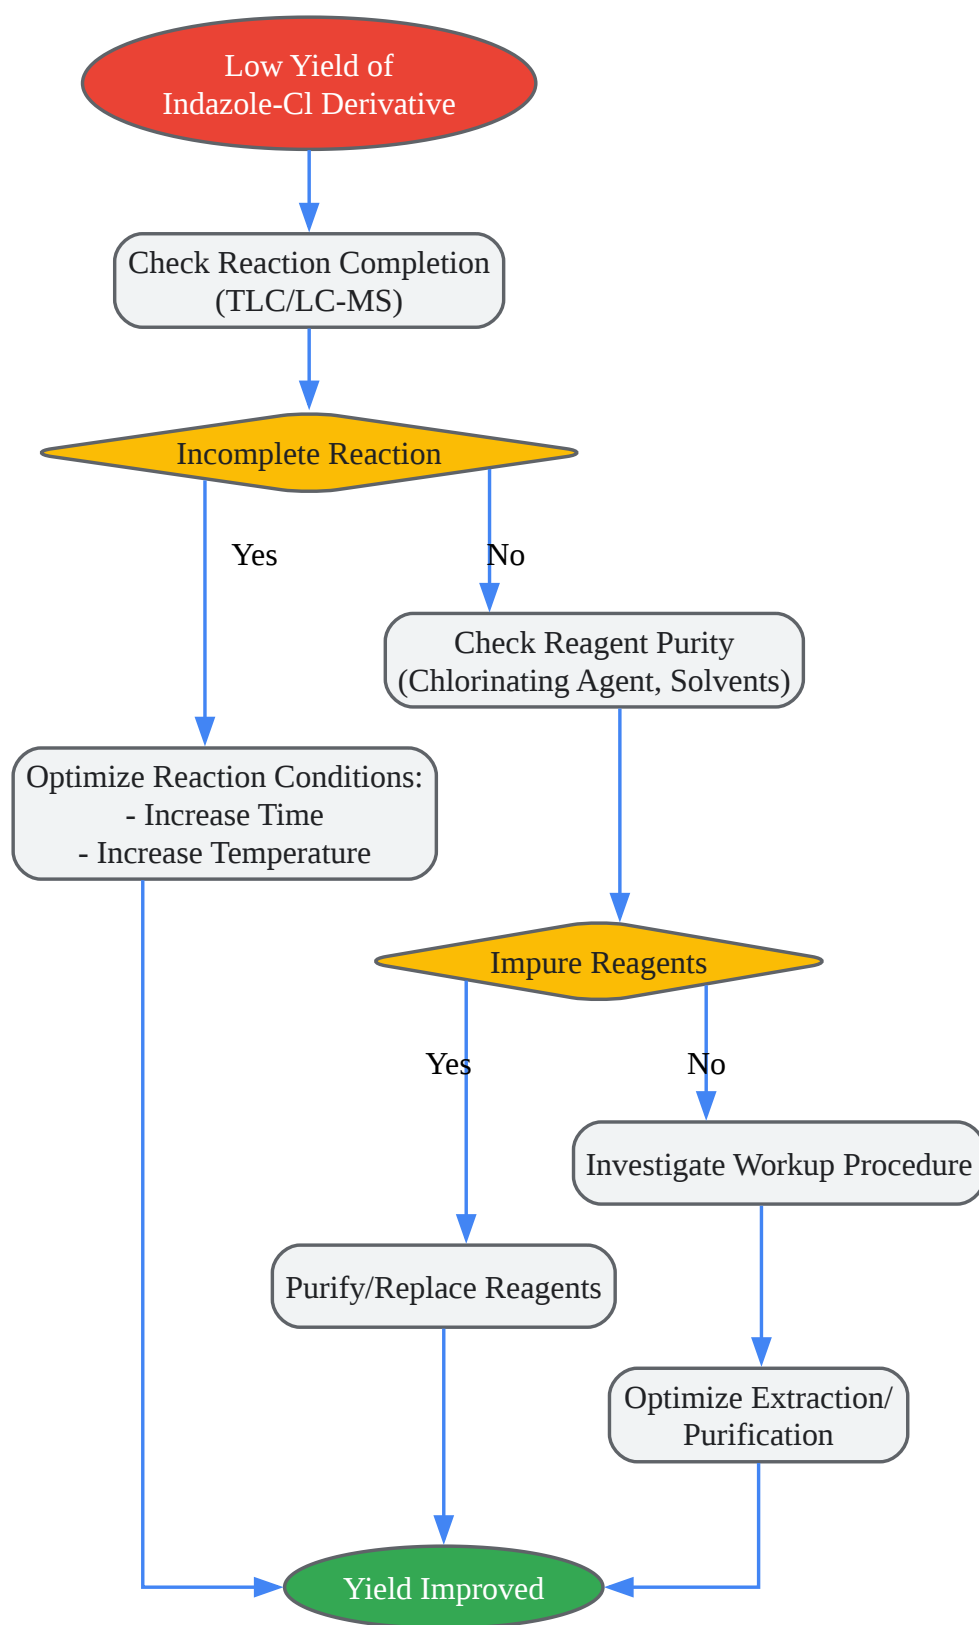 Low Yield of
Indazole-Cl Derivative
Check Reaction Completion
(TLC/LC-MS)
Incomplete Reaction
Yes
No
Check Reagent Purity
(Chlorinating Agent, Solvents)
Optimize Reaction Conditions:
- Increase Time
- Increase Temperature
Impure Reagents
Yes
No
Investigate Workup Procedure
Purify/Replace Reagents
Optimize Extraction/
Purification
Yield Improved